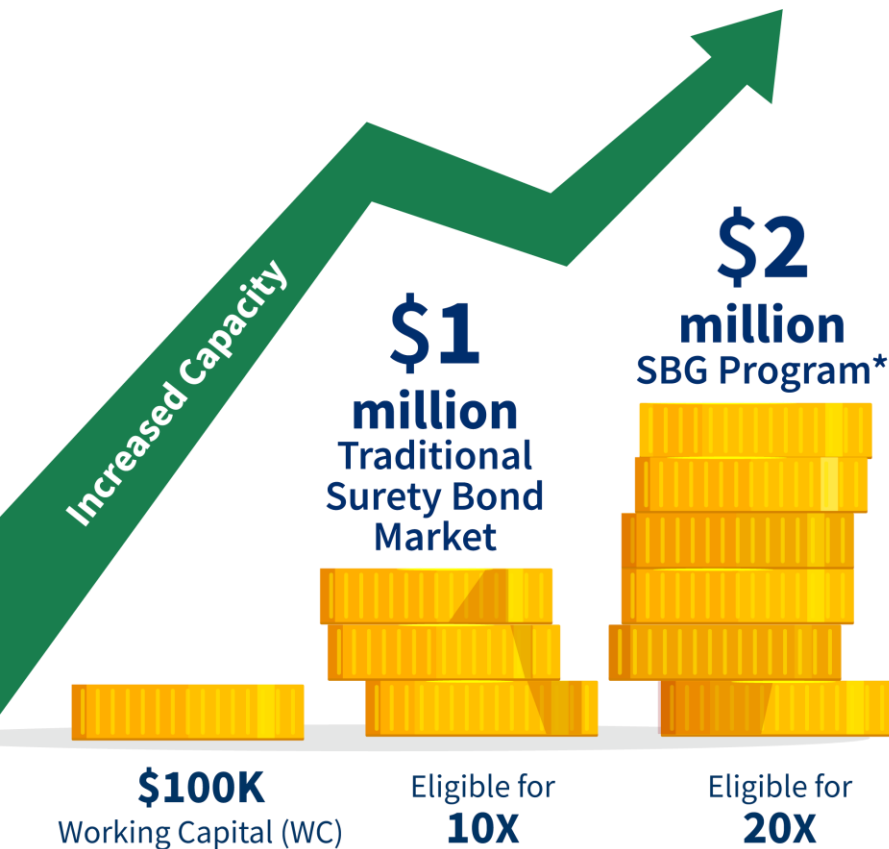 Increased Capacity
$1
million
Traditional
Surety Bond
Market
$2
million
SBG Program*
$100K
Working Capital (WC)
Eligible for
10X
Eligible for
20X